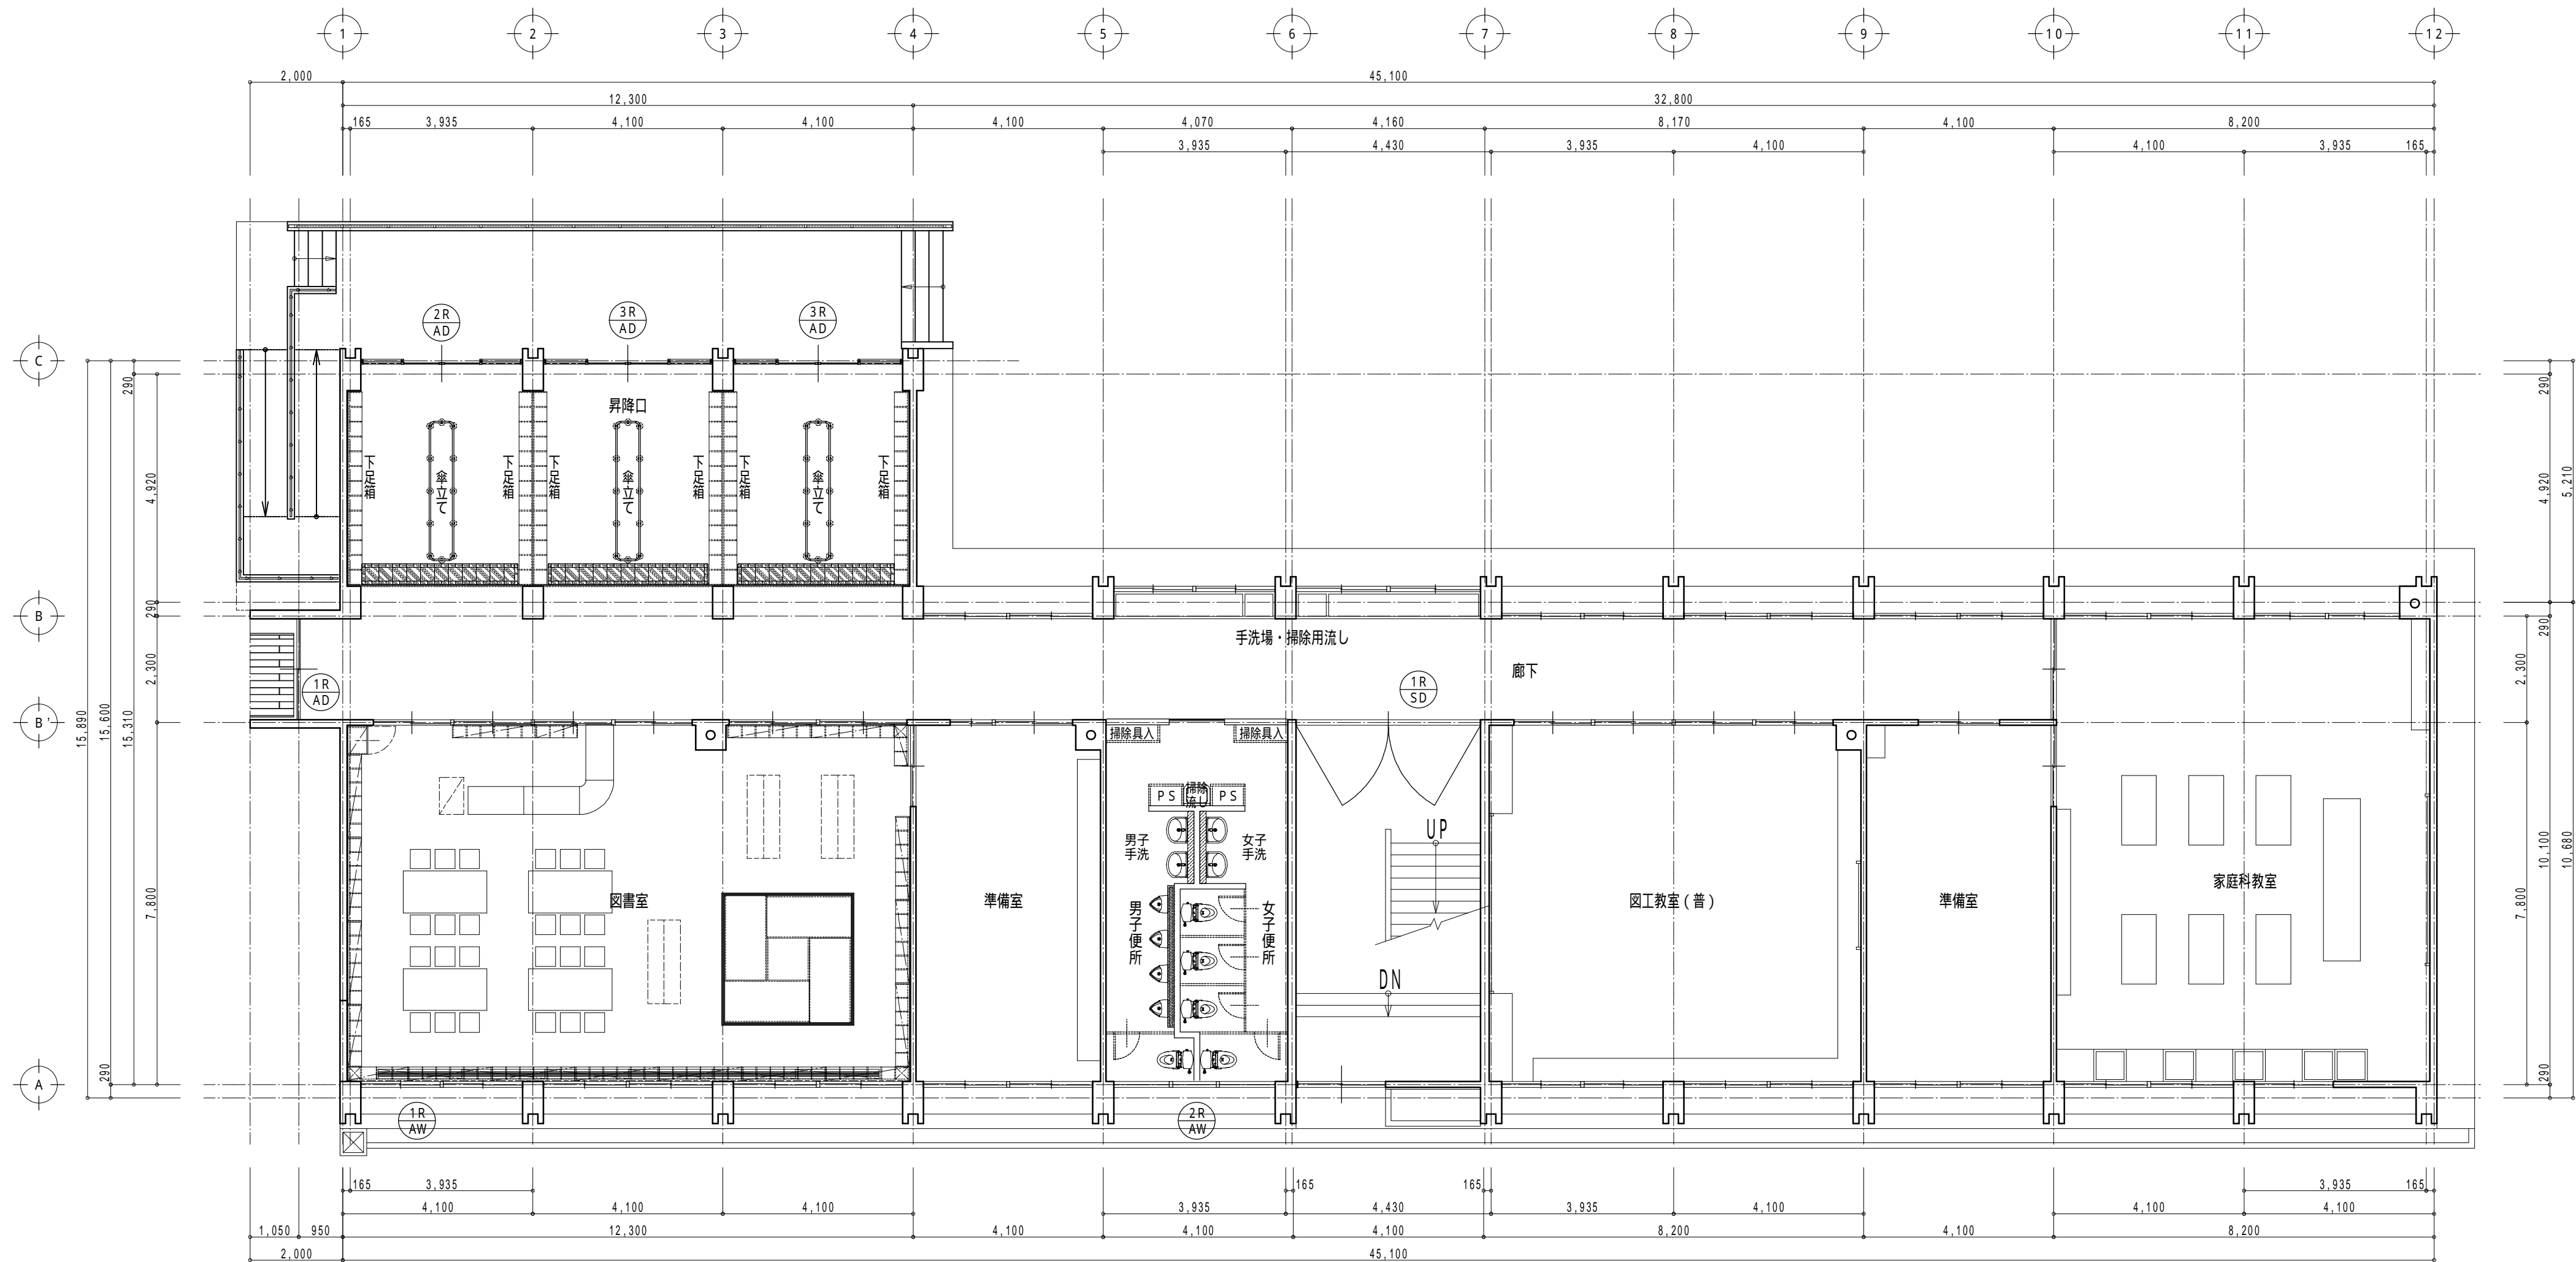 1 2 3 4 5 6 7 8 9 10 11 12
2,000 45,100
12,300 32,800
165 3,935 4,100 4,100 4,100 4,070 4,160 8,170 4,100 8,200
3,935 4,430 3,935 4,100 4,100 3,935 165
2R
AD
3R
AD
3R
AD
C
290
290
昇降口
下足箱
傘立て
下足箱
下足箱
傘立て
下足箱
下足箱
傘立て
下足箱
4,920
4,920
5,210
B
290
290
手洗場・掃除用流し
廊下
2,300
2,300
1R
AD
1R
SD
B'
15,890
15,600
15,310
掃除具入
掃除具入
PS
掃除
流し
PS
男子
手洗
女子
手洗
UP
図書室
準備室
男子便所
女子便所
図工教室(普)
準備室
家庭科教室
7,800
7,800
10,100
10,680
DN
A
290
290
1R
AW
2R
AW
165 3,935 165 165 3,935 165
4,100 4,100 4,100 3,935 4,430 3,935 4,100 4,100 4,100
1,050 950 12,300 4,100 4,100 4,100 8,200 4,100 8,200
2,000 45,100